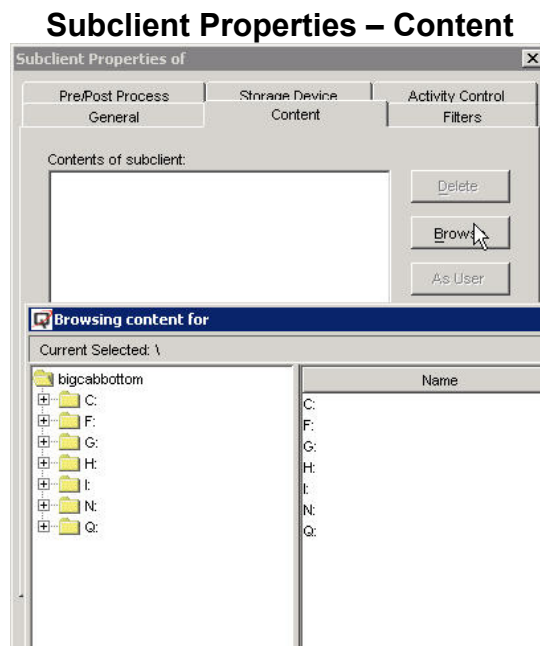 Subclient Properties – Content
Subclient Properties of
Pre/Post Process Storage Device Activity Control
General Content Filters
Contents of subclient:
Delete
Browse
As User
Browsing content for
Current Selected: \
bigcabbottom Name
C: C:
F: F:
G: G:
H: H:
I: I:
N: N:
Q: Q: